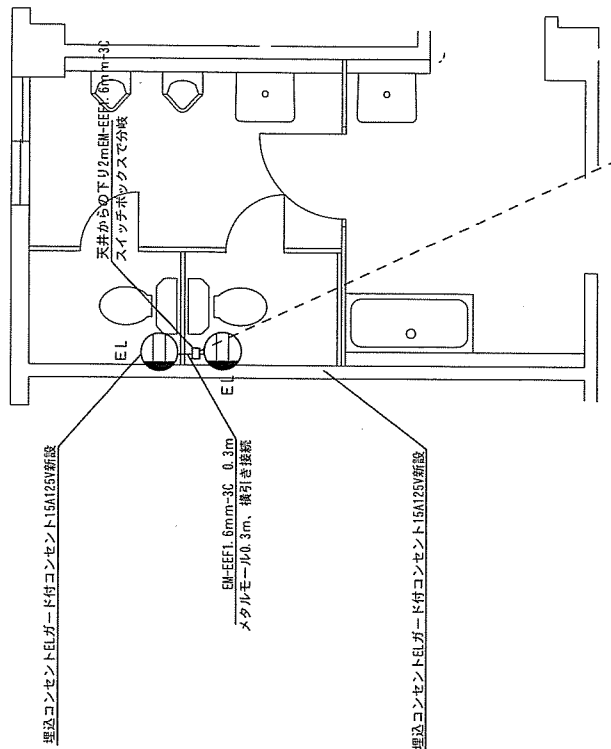 天井からの下り2mEM-EEF1.6mm-3C
スイッチボックスで分岐
EL
EL
埋込コンセントELガード付コンセント15A125V新設
EM-EEF1.6mm-3C 0.3m
メタルモール0.3m、横引き接続
埋込コンセントELガード付コンセント15A125V新設